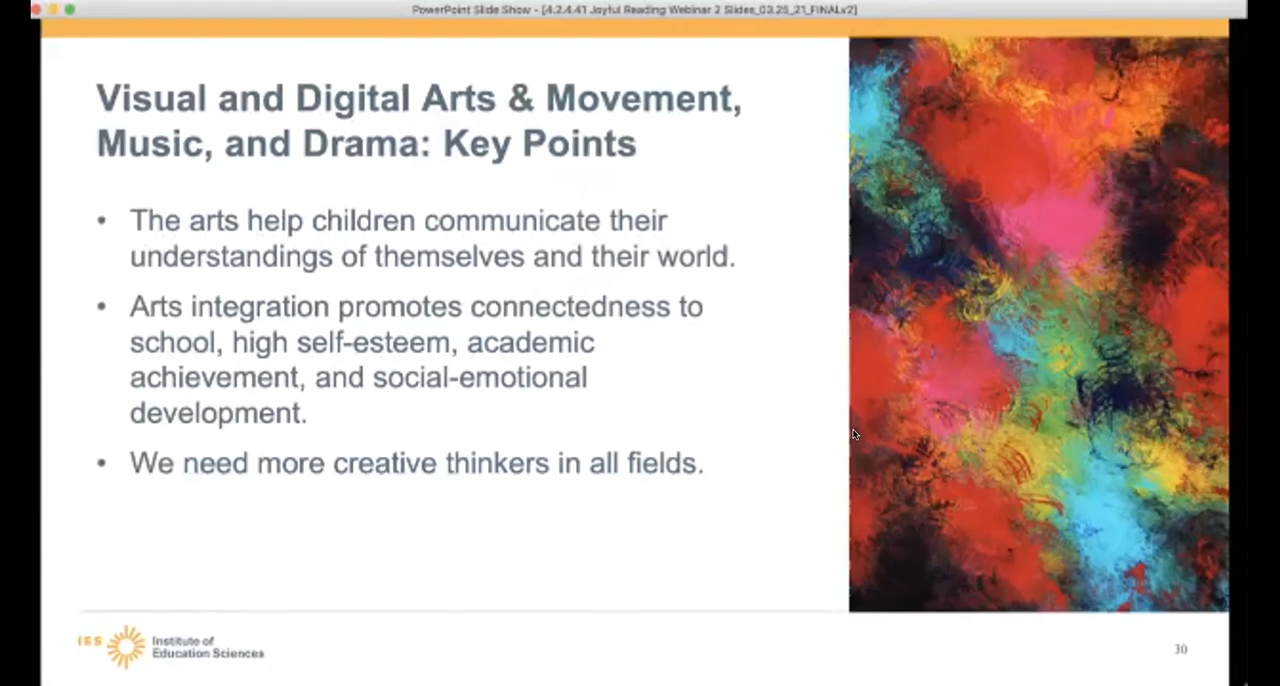 PowerPoint Slide Show - [4.2.4.41 Joyful Reading Webinar 2 Slides_03.25_21_FINALv2]
Visual and Digital Arts & Movement,
Music, and Drama: Key Points
• The arts help children communicate their
understandings of themselves and their world.
• Arts integration promotes connectedness to
school, high self-esteem, academic
achievement, and social-emotional
development.
• We need more creative thinkers in all fields.
IES
Institute of
Education Sciences
30